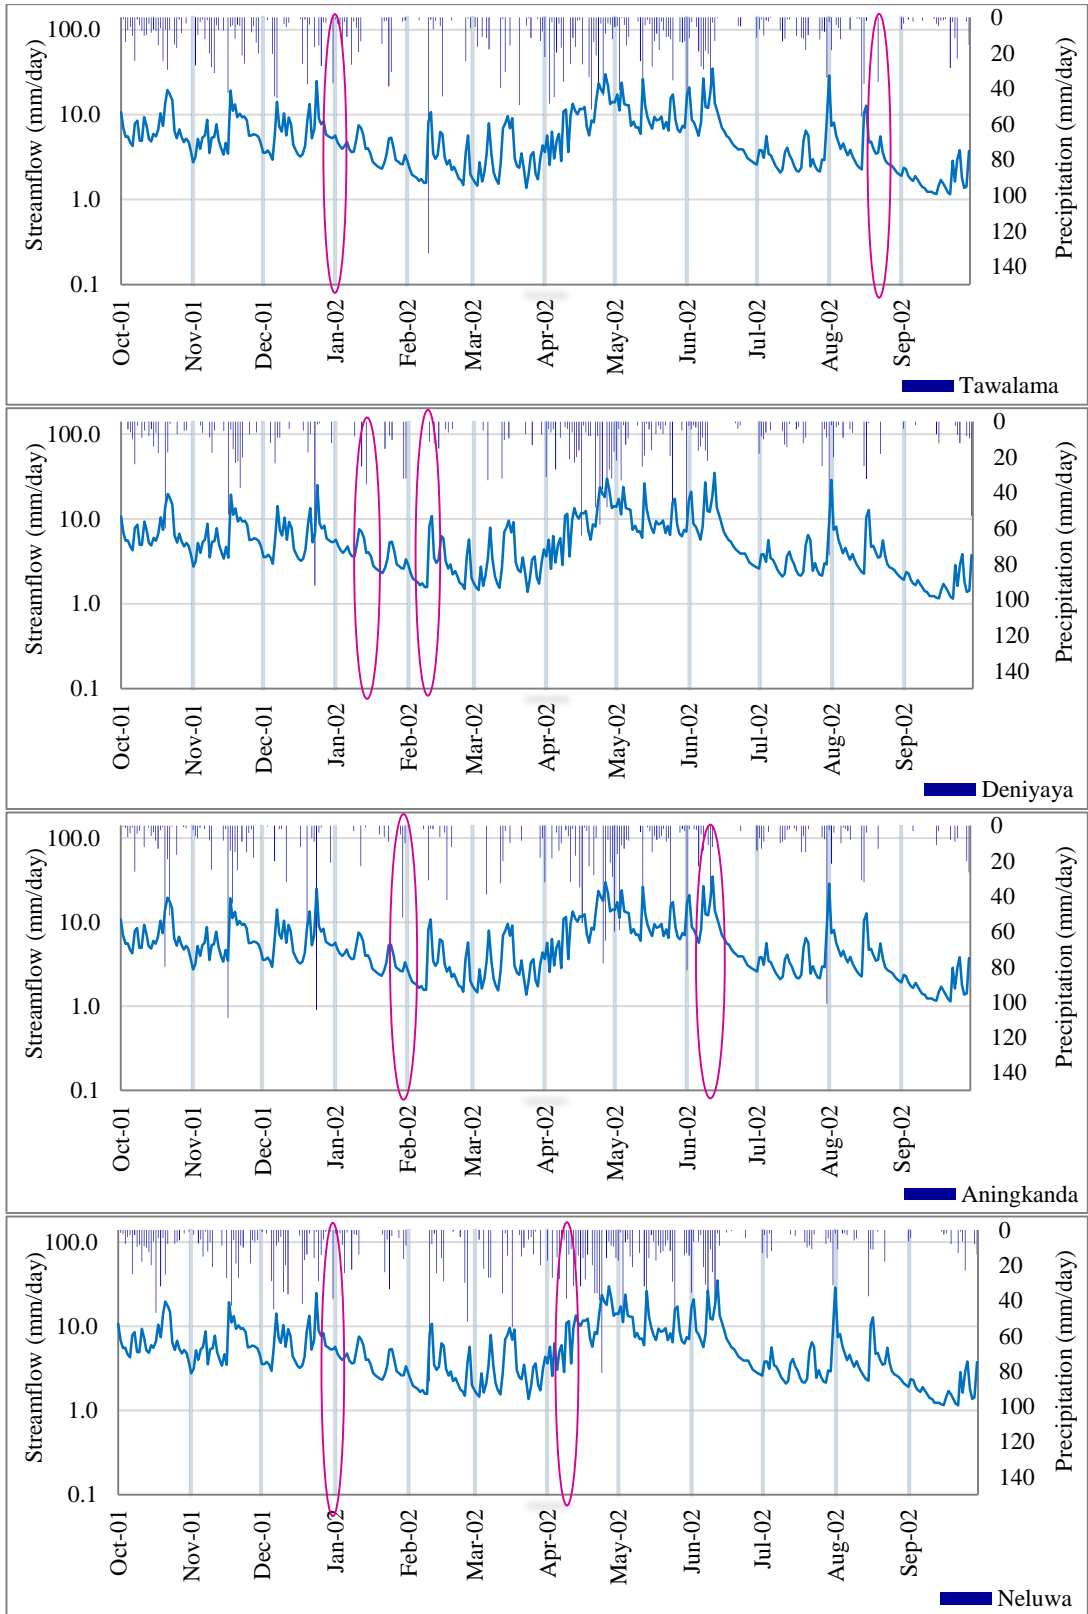 100.0
10.0
1.0
0.1
Streamflow (mm/day)
0
20
40
60
80
100
120
140
Precipitation (mm/day)
Oct-01
Nov-01
Dec-01
Jan-02
Feb-02
Mar-02
Apr-02
May-02
Jun-02
Jul-02
Aug-02
Sep-02
Tawalama
100.0
10.0
1.0
0.1
Streamflow (mm/day)
0
20
40
60
80
100
120
140
Precipitation (mm/day)
Oct-01
Nov-01
Dec-01
Jan-02
Feb-02
Mar-02
Apr-02
May-02
Jun-02
Jul-02
Aug-02
Sep-02
Deniyaya
100.0
10.0
1.0
0.1
Streamflow (mm/day)
0
20
40
60
80
100
120
140
Precipitation (mm/day)
Oct-01
Nov-01
Dec-01
Jan-02
Feb-02
Mar-02
Apr-02
May-02
Jun-02
Jul-02
Aug-02
Sep-02
Aningkanda
100.0
10.0
1.0
0.1
Streamflow (mm/day)
0
20
40
60
80
100
120
140
Precipitation (mm/day)
Oct-01
Nov-01
Dec-01
Jan-02
Feb-02
Mar-02
Apr-02
May-02
Jun-02
Jul-02
Aug-02
Sep-02
Neluwa